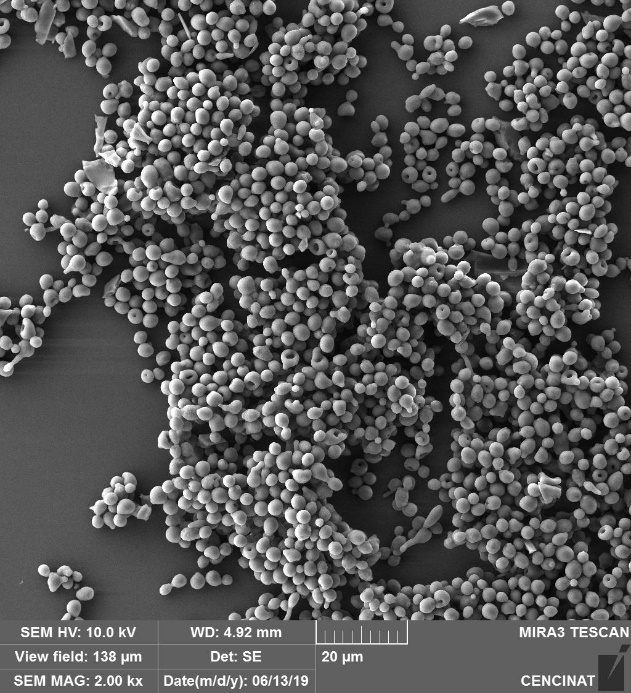 SEM HV: 10.0 kV WD: 4.92 mm MIRA3 TESCAN
View field: 138 µm Det: SE 20 µm
SEM MAG: 2.00 kx Date(m/d/y): 06/13/19 CENCINAT